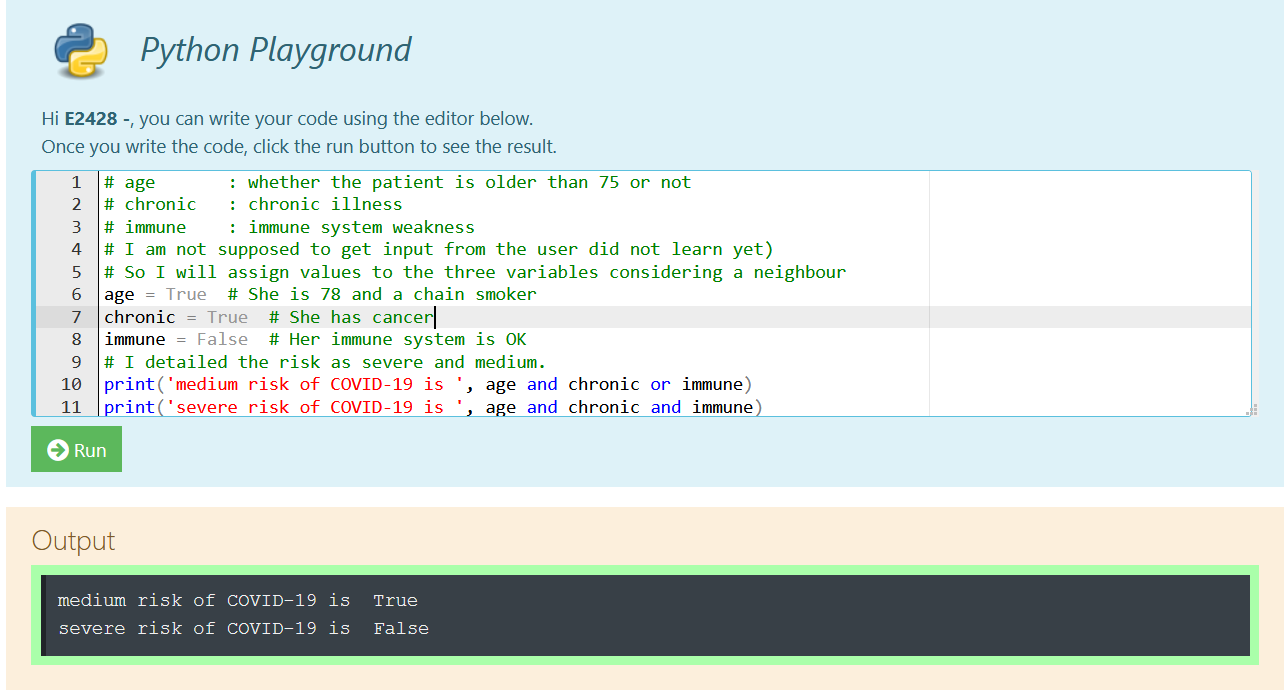 Python Playground
Hi E2428 -, you can write your code using the editor below.
Once you write the code, click the run button to see the result.
1 # age       : whether the patient is older than 75 or not
2 # chronic   : chronic illness
3 # immune    : immune system weakness
4 # I am not supposed to get input from the user did not learn yet)
5 # So I will assign values to the three variables considering a neighbour
6 age = True  # She is 78 and a chain smoker
7 chronic = True  # She has cancer
8 immune = False  # Her immune system is OK
9 # I detailed the risk as severe and medium.
10 print('medium risk of COVID-19 is ', age and chronic or immune)
11 print('severe risk of COVID-19 is ', age and chronic and immune)
Run
Output
medium risk of COVID-19 is  True
severe risk of COVID-19 is  False